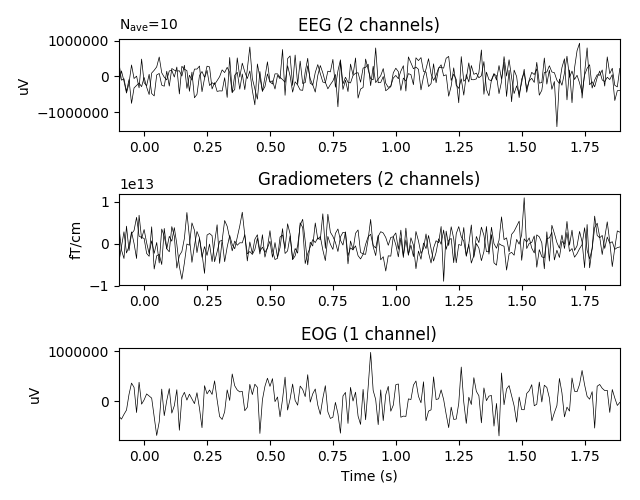 N_ave=10
EEG (2 channels)
1000000
0
−1000000
uV
0.00 0.25 0.50 0.75 1.00 1.25 1.50 1.75
1e13
Gradiometers (2 channels)
1
0
−1
fT/cm
0.00 0.25 0.50 0.75 1.00 1.25 1.50 1.75
EOG (1 channel)
1000000
0
uV
0.00 0.25 0.50 0.75 1.00 1.25 1.50 1.75
Time (s)